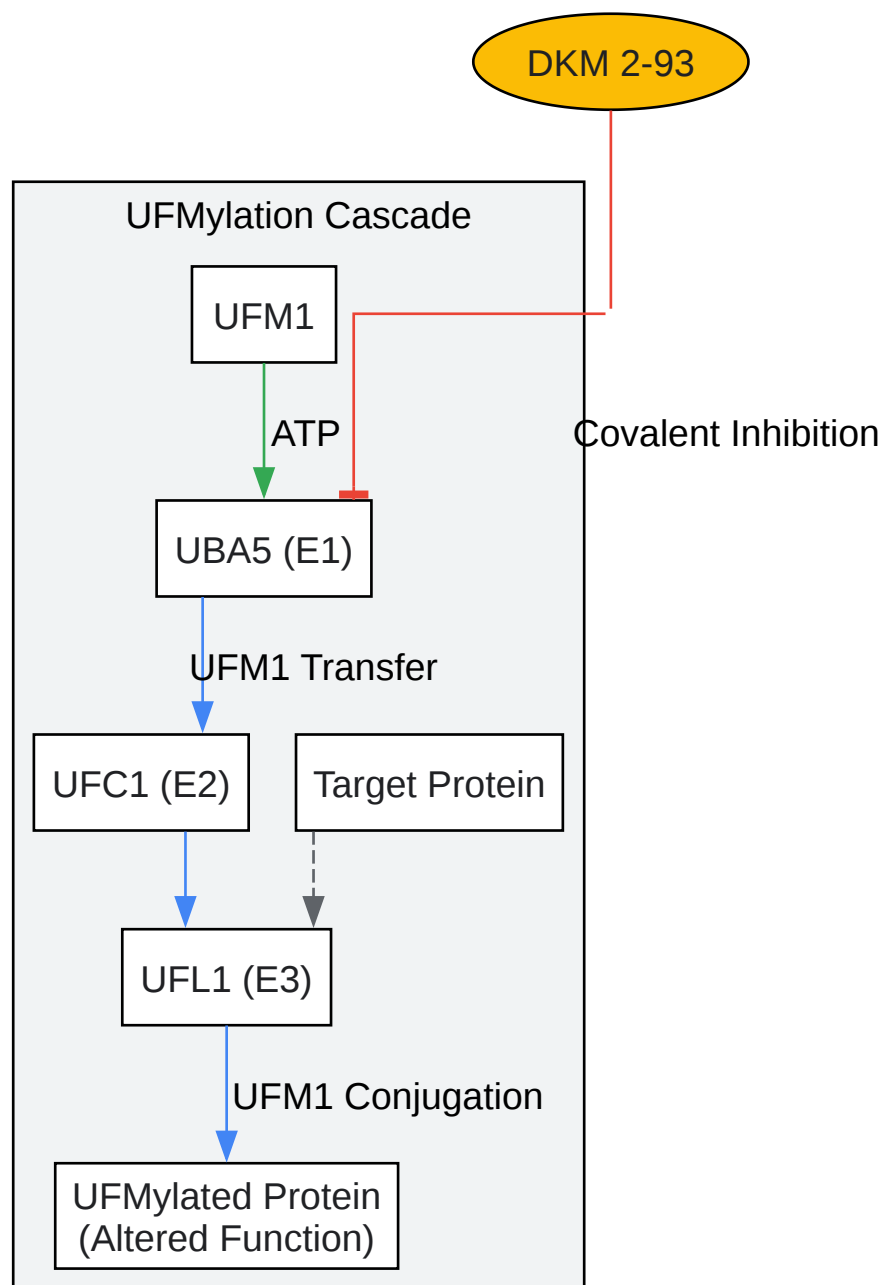 DKM 2-93
UFMylation Cascade
UFM1
ATP
Covalent Inhibition
UBA5 (E1)
UFM1 Transfer
UFC1 (E2)
Target Protein
UFL1 (E3)
UFM1 Conjugation
UFMylated Protein
(Altered Function)